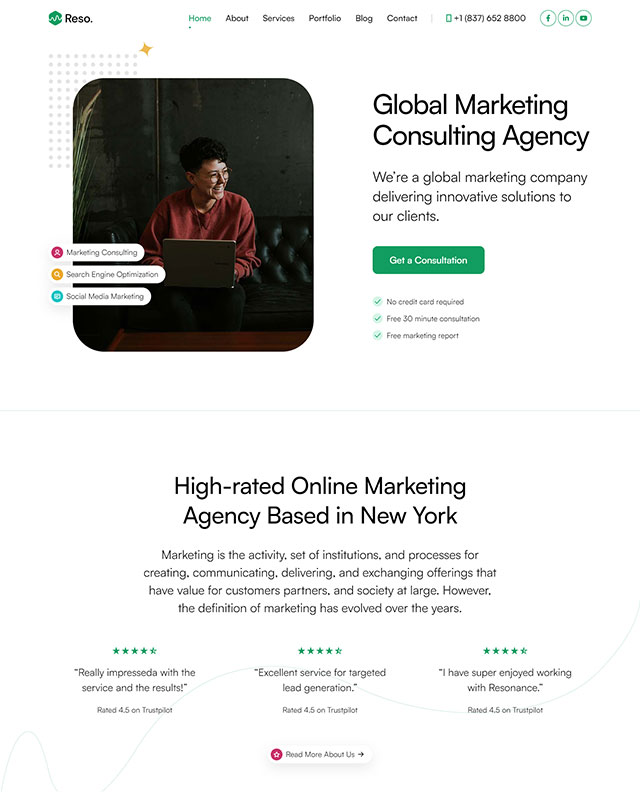 Reso.
Home About Services Portfolio Blog Contact +1 (837) 652 8800
Global Marketing
Consulting Agency
We’re a global marketing company
delivering innovative solutions to
our clients.
Get a Consultation
No credit card required
Free 30 minute consultation
Free marketing report
Marketing Consulting
Search Engine Optimization
Social Media Marketing
High-rated Online Marketing
Agency Based in New York
Marketing is the activity, set of institutions, and processes for
creating, communicating, delivering, and exchanging offerings that
have value for customers partners, and society at large. However,
the definition of marketing has evolved over the years.
“Really impresseda with the
service and the results!”
Rated 4.5 on Trustpilot
“Excellent service for targeted
lead generation.”
Rated 4.5 on Trustpilot
“I have super enjoyed working
with Resonance.”
Rated 4.5 on Trustpilot
Read More About Us